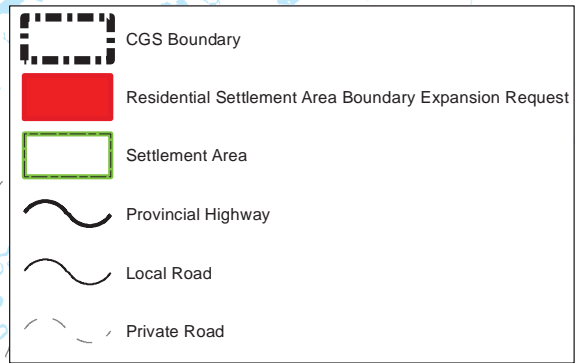 CGS Boundary
Residential Settlement Area Boundary Expansion Request
Settlement Area
Provincial Highway
Local Road
Private Road